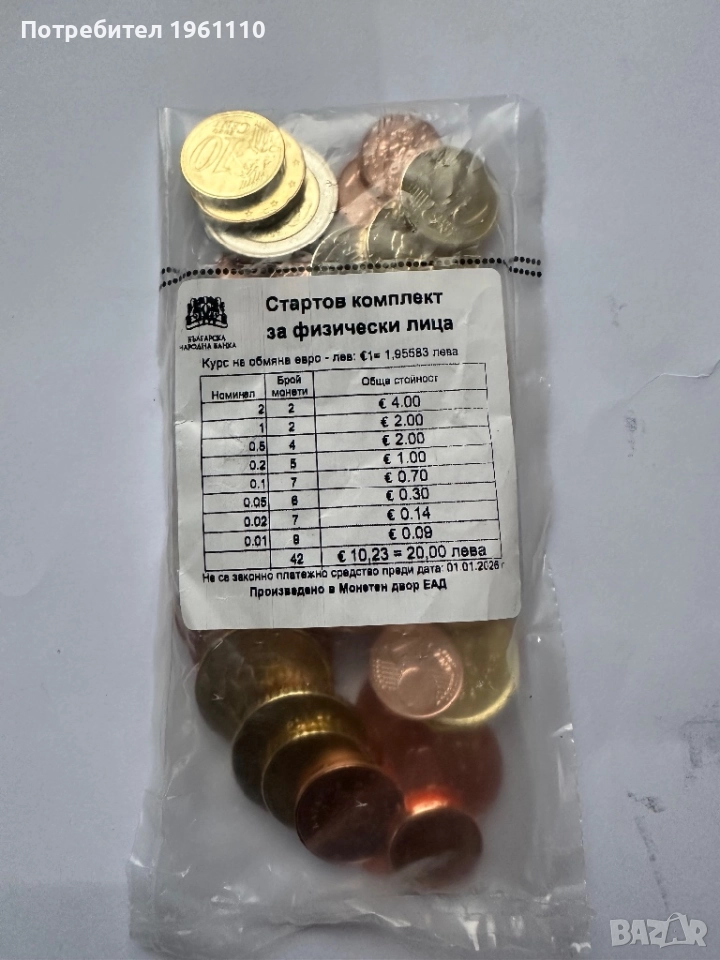 Потребител 1961110
10
Стартов комплект
за физически лица
БЪЛГАРСКА
НАРОДНА БАНКА
Курс на обмяна евро - лев: €1= 1,95583 лева
Номинал Брой монети Обща стойност
2 2 € 4.00
1 2 € 2.00
0.5 4 € 2.00
0.2 5 € 1.00
0.1 7 € 0.70
0.05 6 € 0.30
0.02 7 € 0.14
0.01 9 € 0.09
42 € 10,23 = 20,00 лева
Не са законно платежно средство преди дата: 01.01.2026 г
Произведено в Монетен двор ЕАД
BAZAR